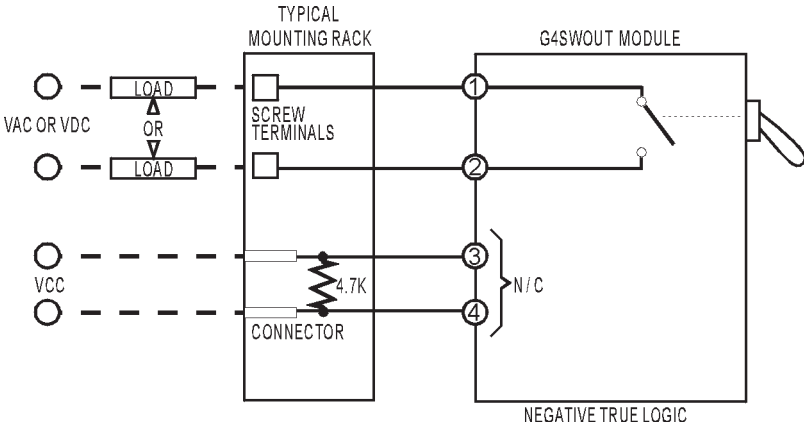 TYPICAL
MOUNTING RACK
G4SWOUT MODULE
LOAD
1
VAC OR VDC
OR
SCREW
TERMINALS
LOAD
2
3
VCC
4.7K
N/C
4
CONNECTOR
NEGATIVE TRUE LOGIC